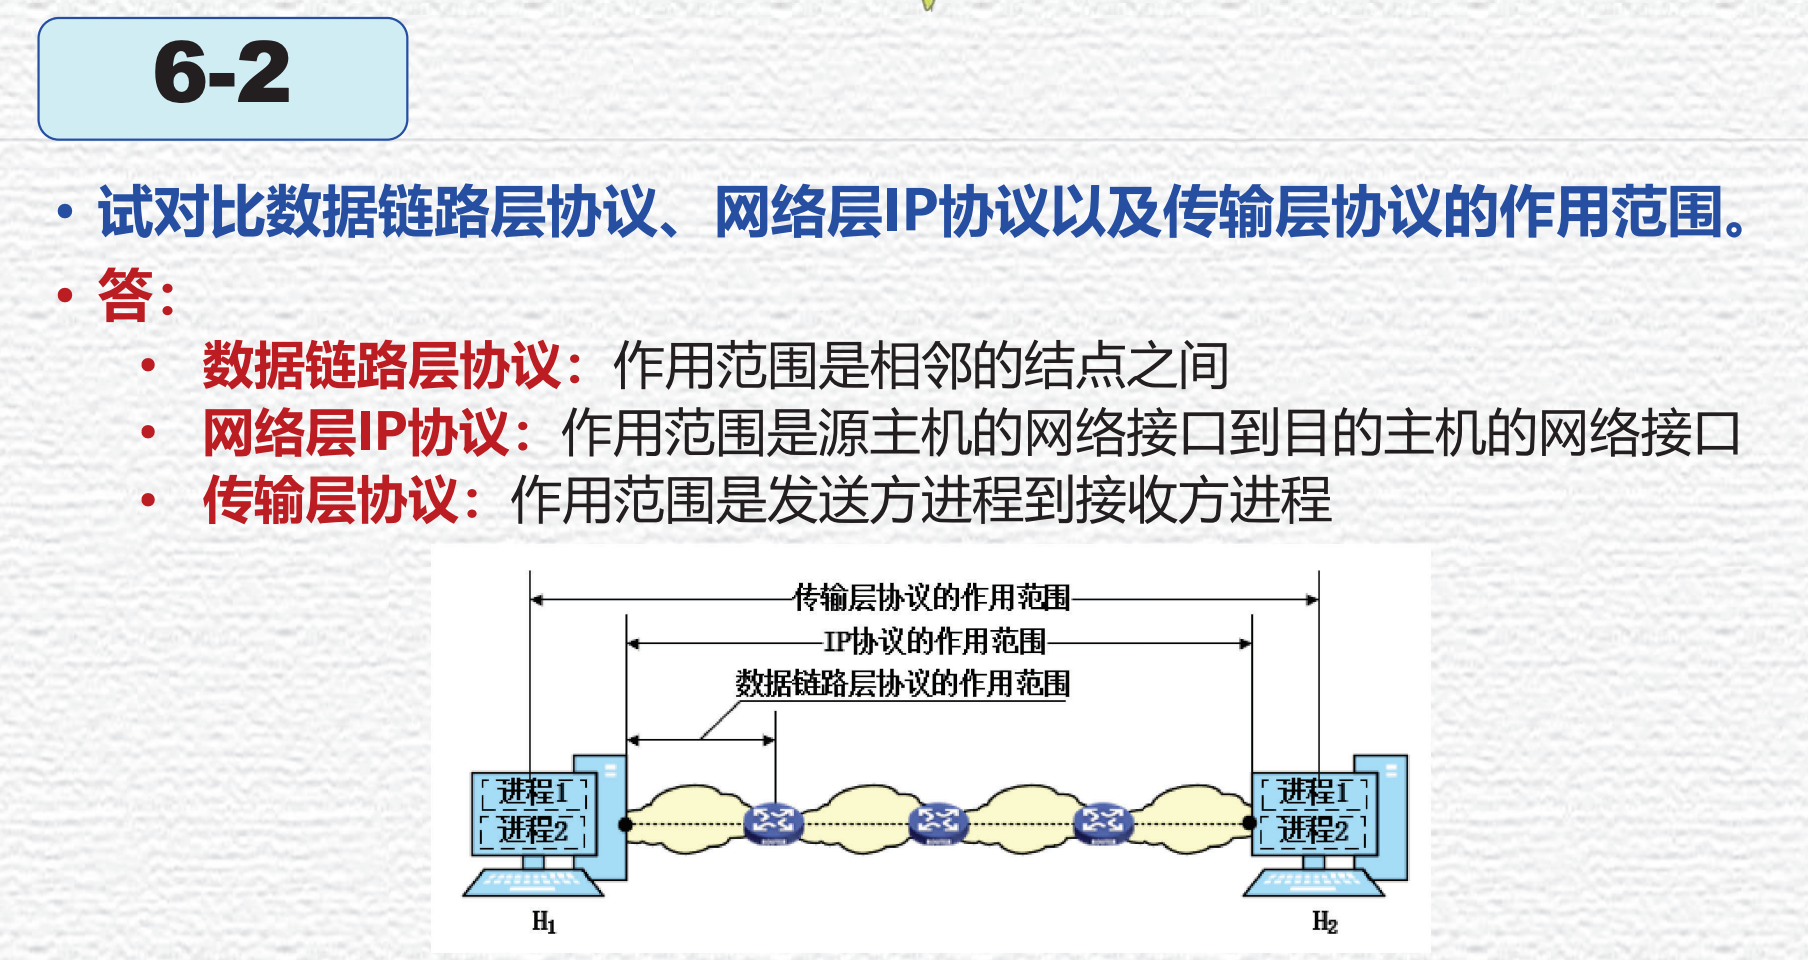 6-2
• 试对比数据链路层协议、网络层IP协议以及传输层协议的作用范围。
• 答：
• 数据链路层协议：作用范围是相邻的结点之间
• 网络层IP协议：作用范围是源主机的网络接口到目的主机的网络接口
• 传输层协议：作用范围是发送方进程到接收方进程
传输层协议的作用范围
IP协议的作用范围
数据链路层协议的作用范围
进程1
进程2
ROUTER
ROUTER
ROUTER
进程1
进程2
H₁
H₂